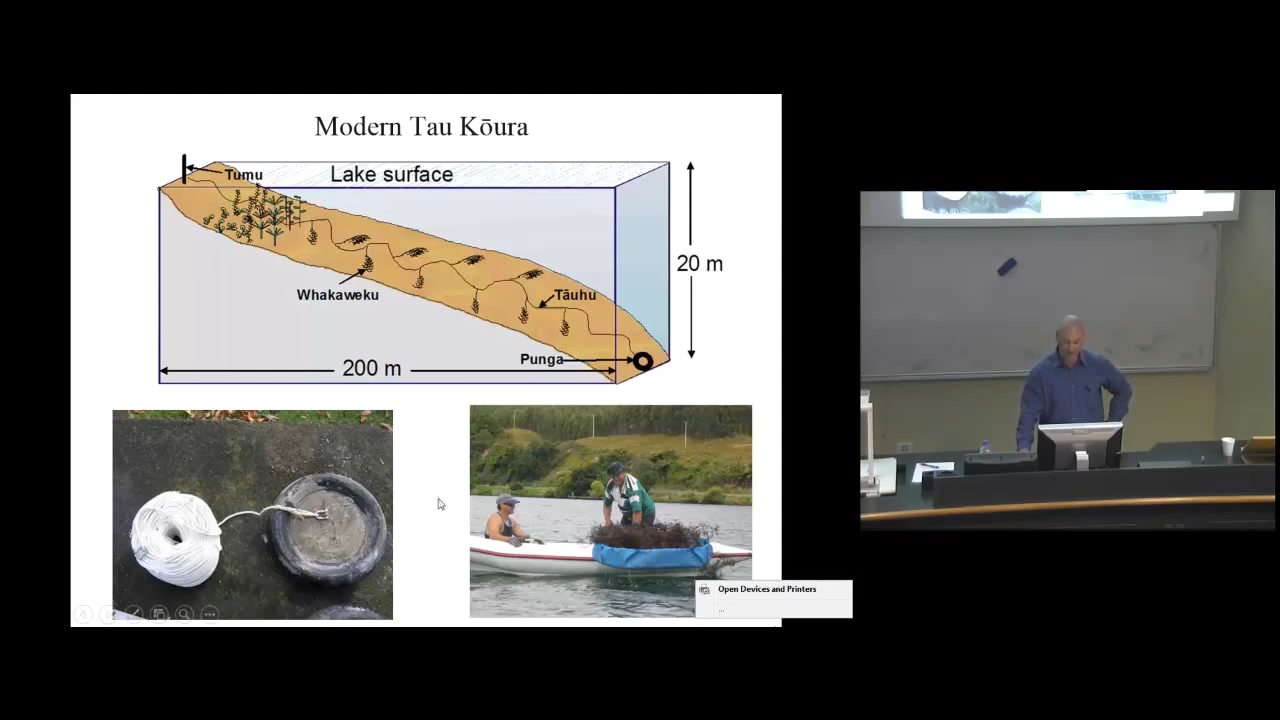 Modern Tau Kōura
Tumu
Lake surface
20 m
Whakaweku
Tāuhu
Punga
200 m
Open Devices and Printers
...